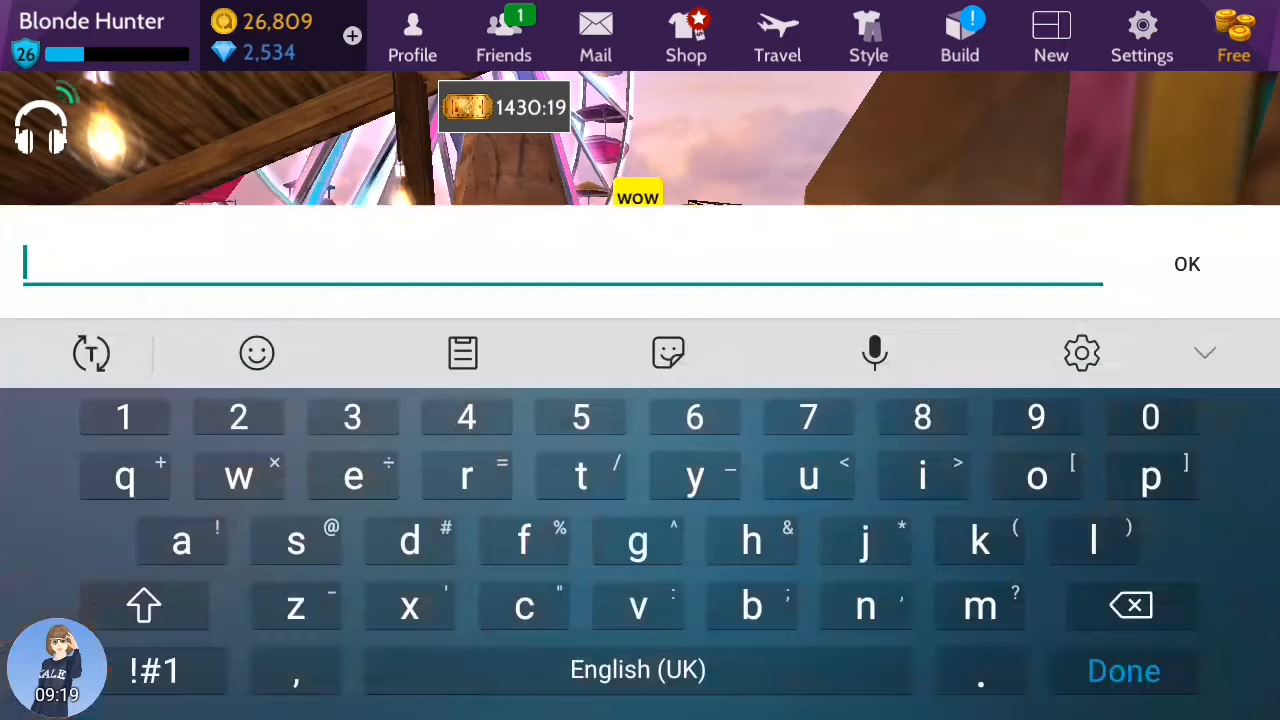 Blonde Hunter
26
26,809
2,534
1
!
Profile
Friends
Mail
Shop
Travel
Style
Build
New
Settings
Free
1430:19
WOW
OK
T
1 2 3 4 5 6 7 8 9 0
q + w × e ÷ r = t / y _ u < i > o [ p ]
a ! s @ d # f % g ^ h & j * k ( l )
z - x ' c " v : b ; n , m ?
!#1 , English (UK) . Done
09:19